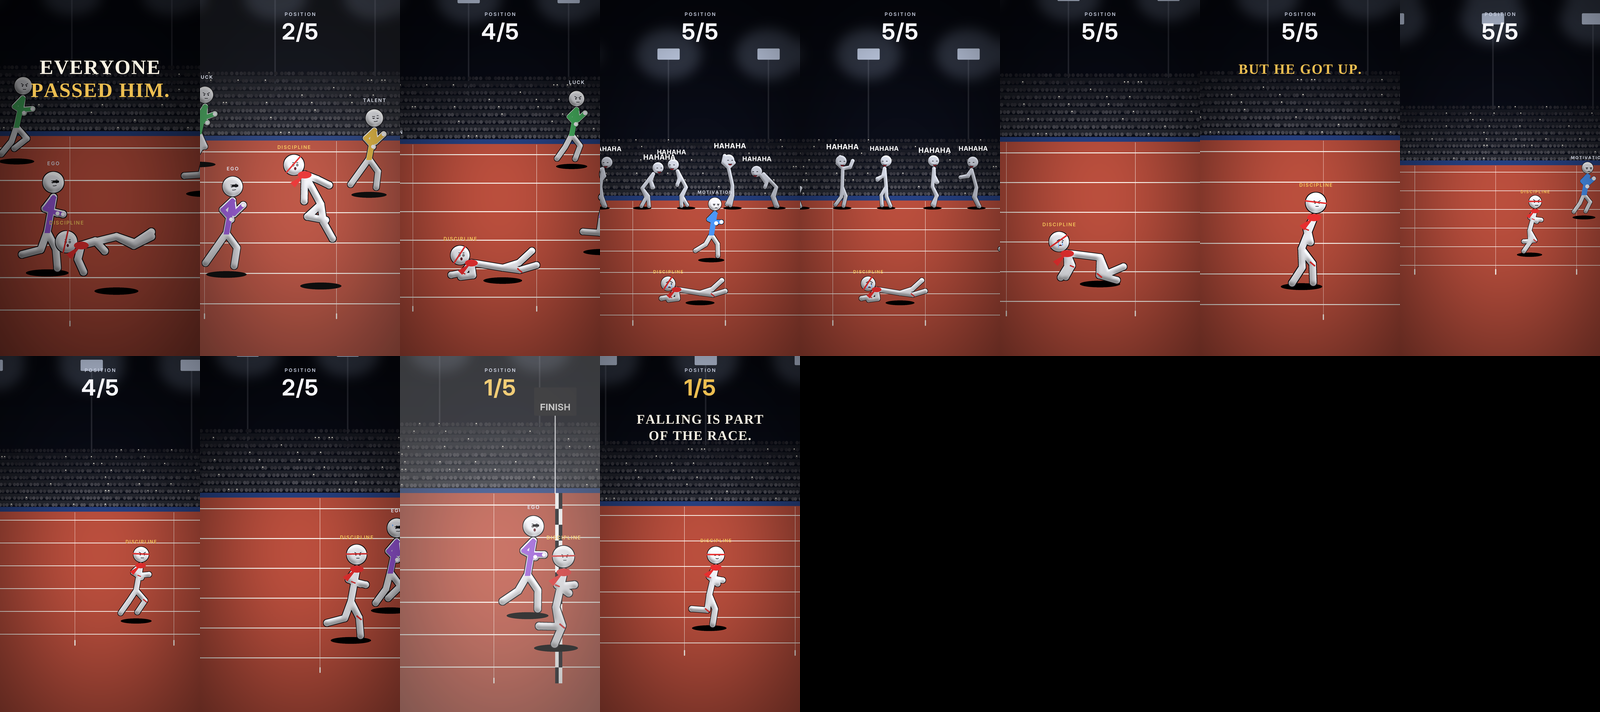 EVERYONE
PASSED HIM.
EGO
DISCIPLINE
POSITION
2/5
TALENT
DISCIPLINE
EGO
POSITION
4/5
LUCK
DISCIPLINE
POSITION
5/5
HAHAHA
HAHAHA
HAHAHA
HAHAHA
MOTIVATION
DISCIPLINE
POSITION
5/5
HAHAHA
HAHAHA
HAHAHA
HAHAHA
DISCIPLINE
POSITION
5/5
DISCIPLINE
POSITION
5/5
BUT HE GOT UP.
DISCIPLINE
POSITION
5/5
DISCIPLINE
POSITION
4/5
DISCIPLINE
POSITION
2/5
DISCIPLINE
POSITION
1/5
FINISH
EGO
DISCIPLINE
POSITION
1/5
FALLING IS PART
OF THE RACE.
DISCIPLINE